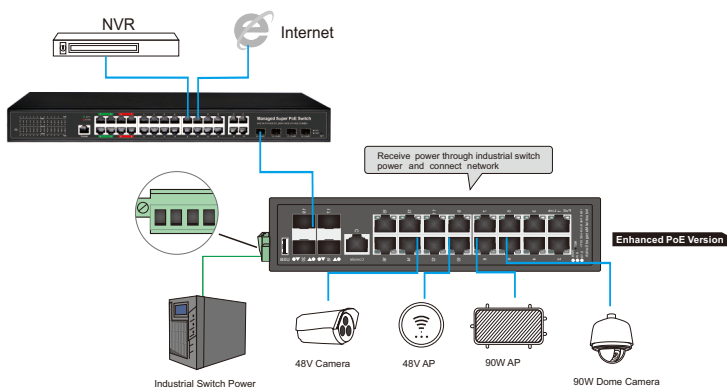 NVR
Internet
Managed Super PoE Switch
Receive power through industrial switch
power and connect network
Enhanced PoE Version
48V Camera
48V AP
90W AP
90W Dome Camera
Industrial Switch Power